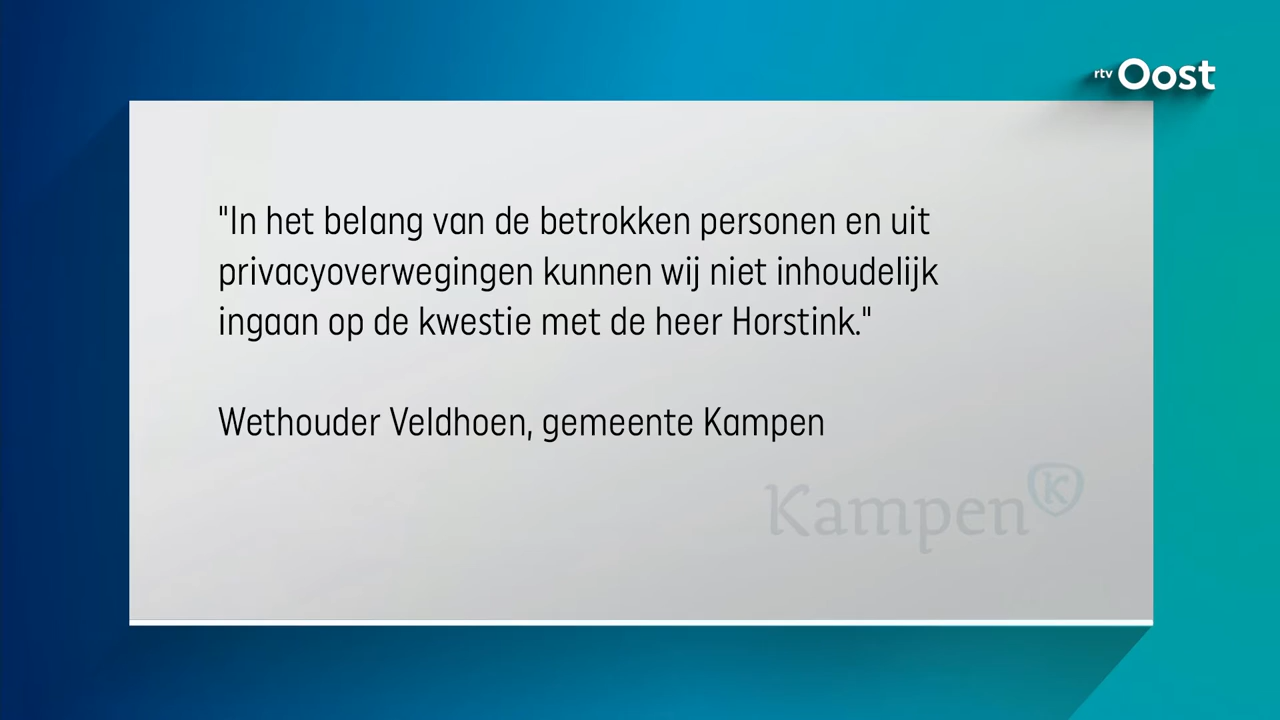 rtv Oost
"In het belang van de betrokken personen en uit
privacyoverwegingen kunnen wij niet inhoudelijk
ingaan op de kwestie met de heer Horstink."
Wethouder Veldhoen, gemeente Kampen
Kampen K